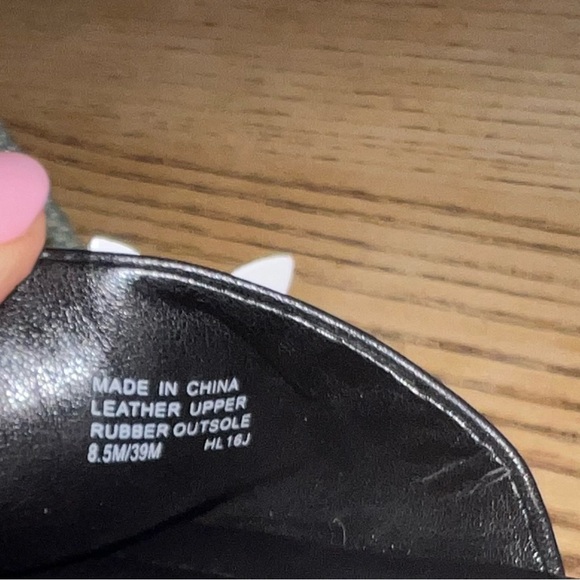 MADE IN CHINA
LEATHER UPPER
RUBBER OUTSOLE
8.5M/39M HL16J